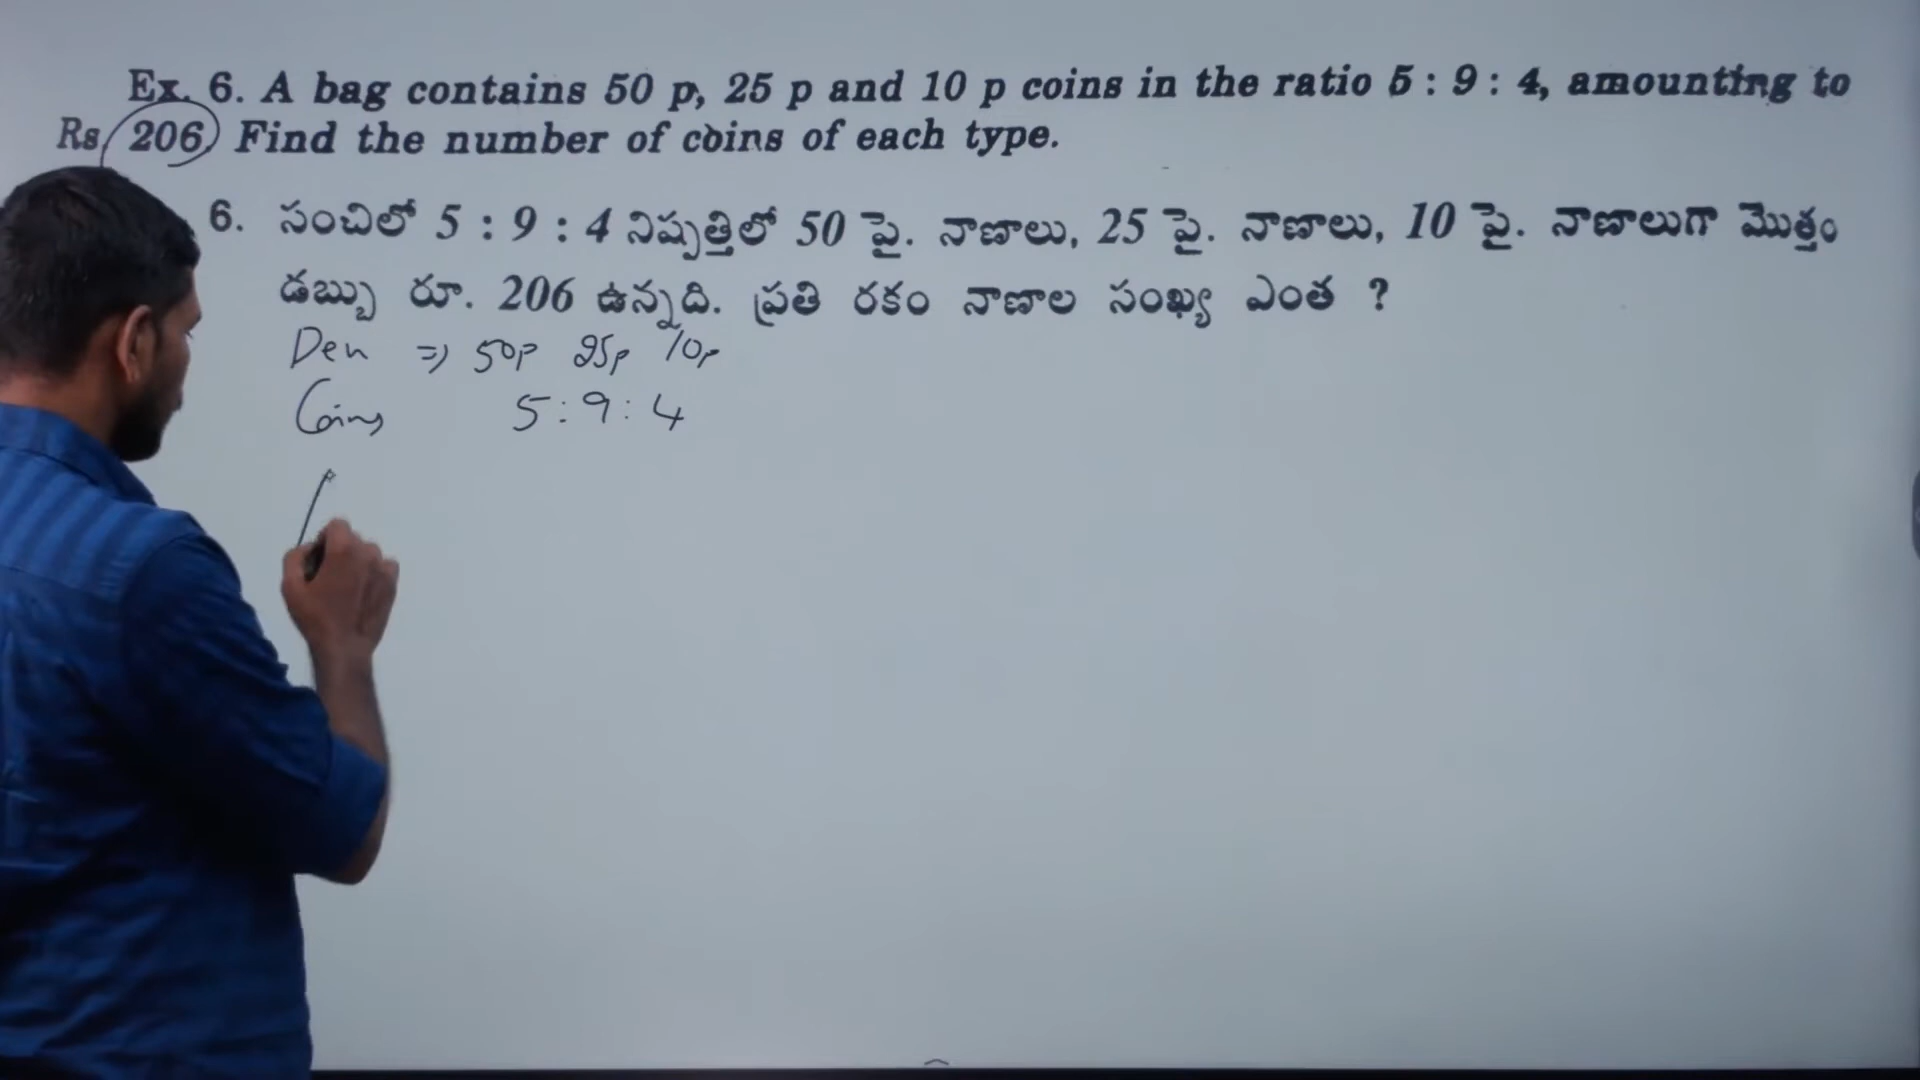 Ex. 6. A bag contains 50 p, 25 p and 10 p coins in the ratio 5 : 9 : 4, amounting to
Rs 206. Find the number of coins of each type.
6. సంచిలో 5 : 9 : 4 నిష్పత్తిలో 50 పై. నాణాలు, 25 పై. నాణాలు, 10 పై. నాణాలుగా మొత్తం
డబ్బు రూ. 206 ఉన్నది. ప్రతి రకం నాణాల సంఖ్య ఎంత ?
Den ⇒ 50p 25p 10p
Coins 5 : 9 : 4